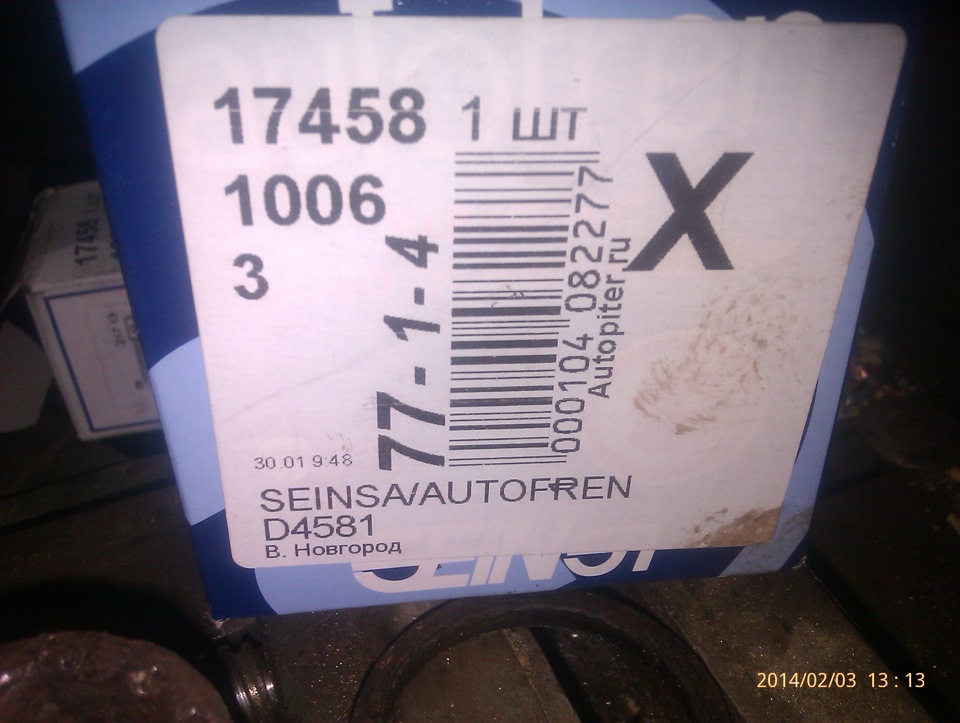 17458 1 шт
1006
3
X
77-1-4
000104 082277
Autopiter.ru
30.01 9:48
SEINSA/AUTOFREN
D4581
В. Новгород
17458
2014/02/03 13:13